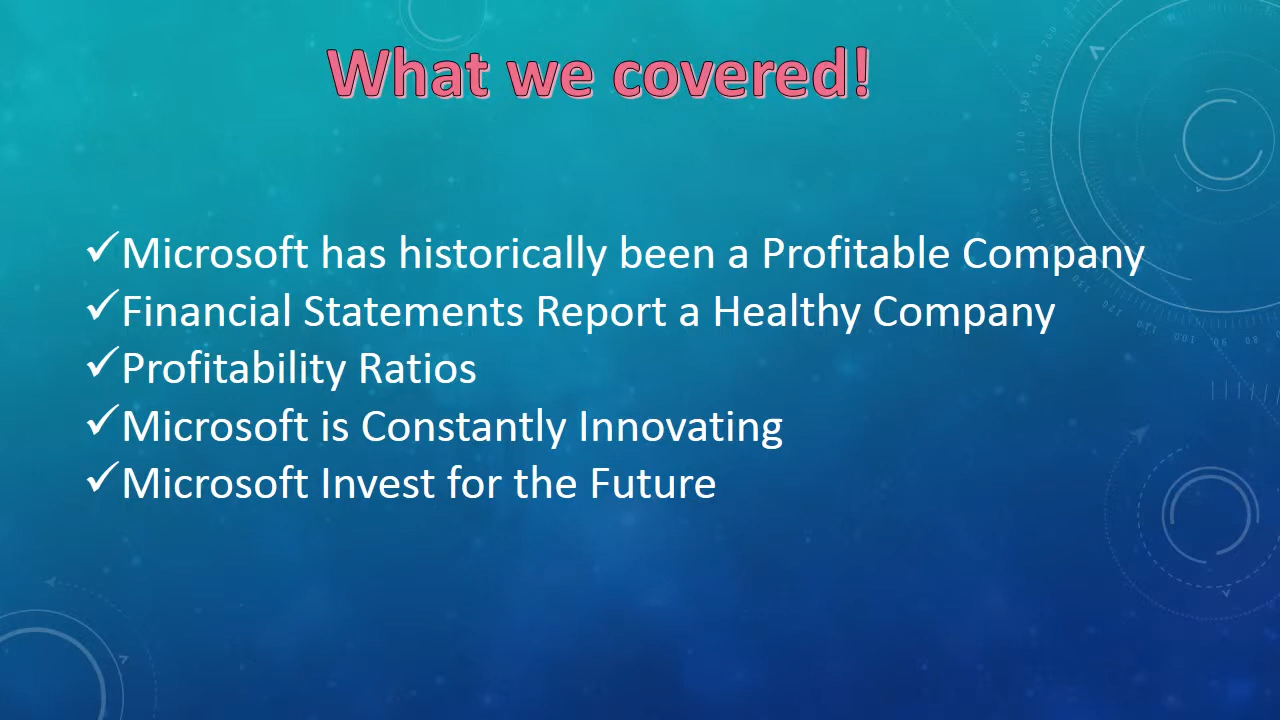 What we covered!
✓Microsoft has historically been a Profitable Company
✓Financial Statements Report a Healthy Company
✓Profitability Ratios
✓Microsoft is Constantly Innovating
✓Microsoft Invest for the Future